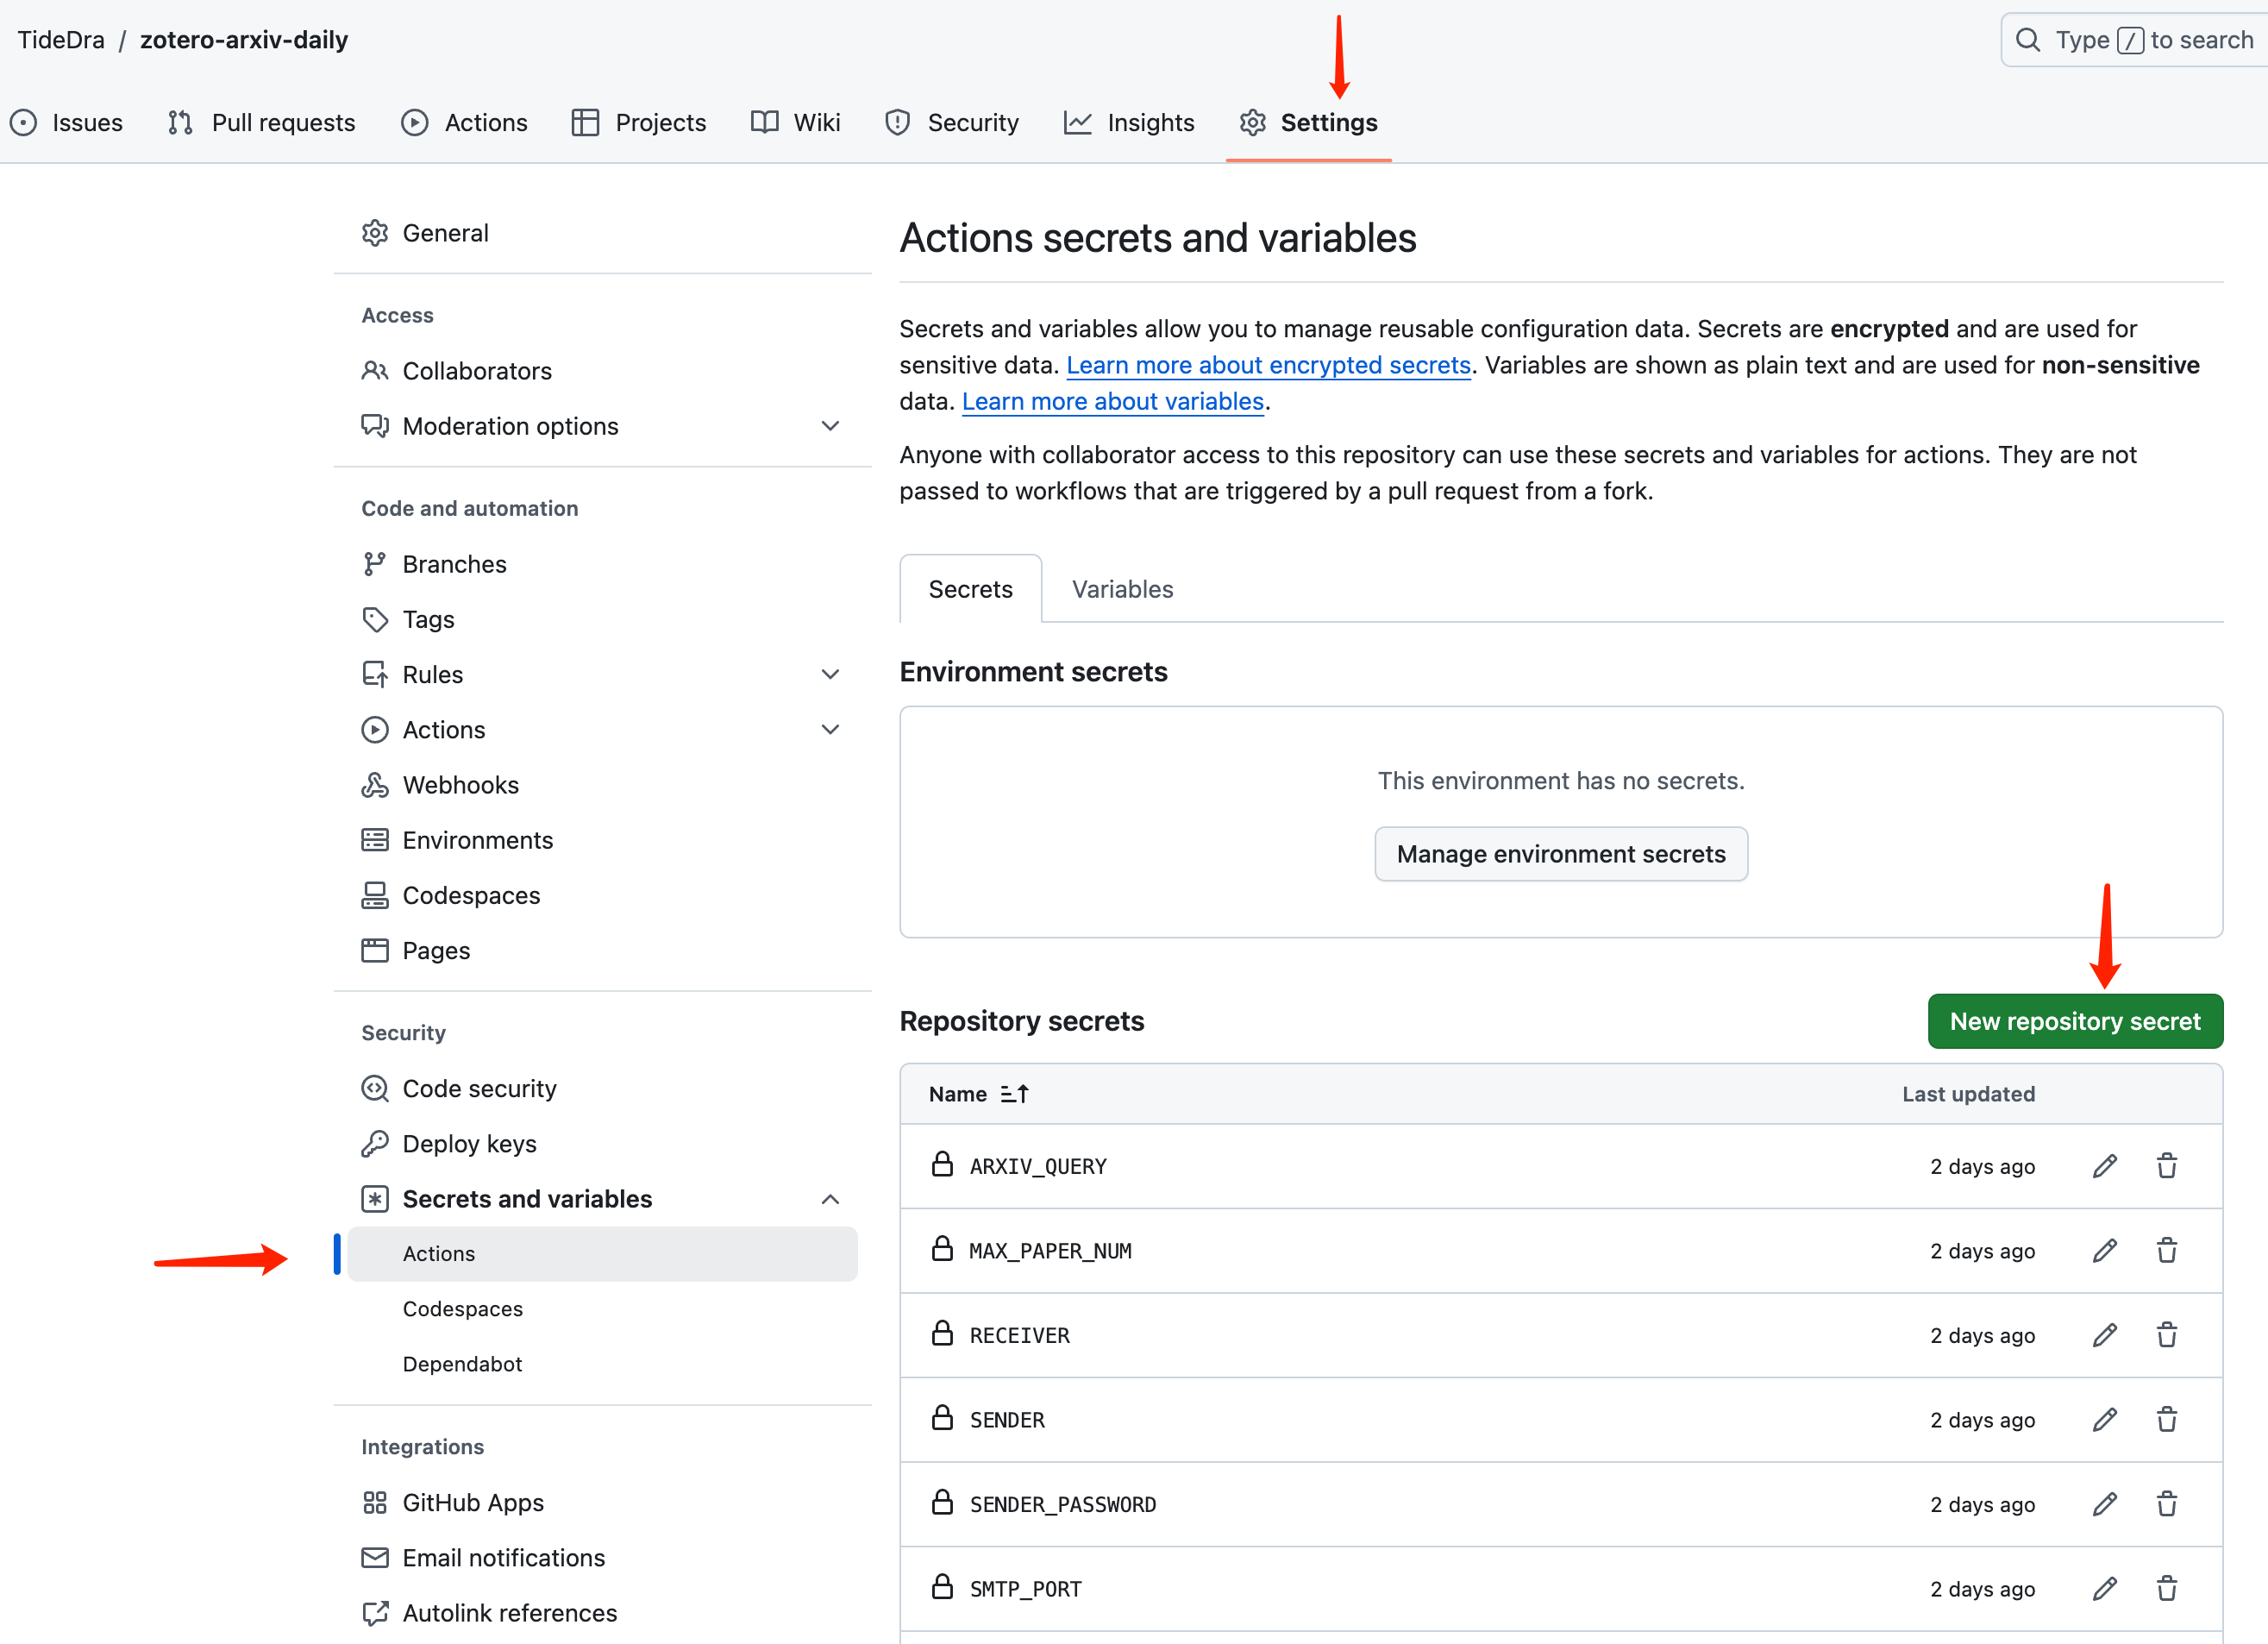 TideDra / zotero-arxiv-daily
Type / to search
Issues
Pull requests
Actions
Projects
Wiki
Security
Insights
Settings
General
Access
Collaborators
Moderation options
Code and automation
Branches
Tags
Rules
Actions
Webhooks
Environments
Codespaces
Pages
Security
Code security
Deploy keys
Secrets and variables
Actions
Codespaces
Dependabot
Integrations
GitHub Apps
Email notifications
Autolink references
Actions secrets and variables
Secrets and variables allow you to manage reusable configuration data. Secrets are encrypted and are used for
sensitive data. Learn more about encrypted secrets. Variables are shown as plain text and are used for non-sensitive
data. Learn more about variables.
Anyone with collaborator access to this repository can use these secrets and variables for actions. They are not
passed to workflows that are triggered by a pull request from a fork.
Secrets
Variables
Environment secrets
This environment has no secrets.
Manage environment secrets
Repository secrets
New repository secret
Name
Last updated
ARXIV_QUERY
2 days ago
MAX_PAPER_NUM
2 days ago
RECEIVER
2 days ago
SENDER
2 days ago
SENDER_PASSWORD
2 days ago
SMTP_PORT
2 days ago